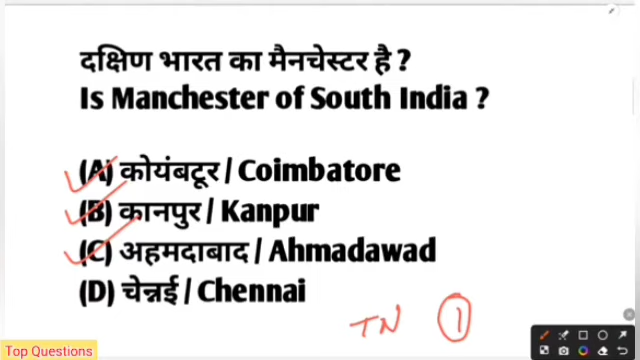 दक्षिण भारत का मैनचेस्टर है ?
Is Manchester of South India ?
(A) कोयंबटूर / Coimbatore
(B) कानपुर / Kanpur
(C) अहमदाबाद / Ahmadawad
(D) चेन्नई / Chennai
TN 1
Top Questions